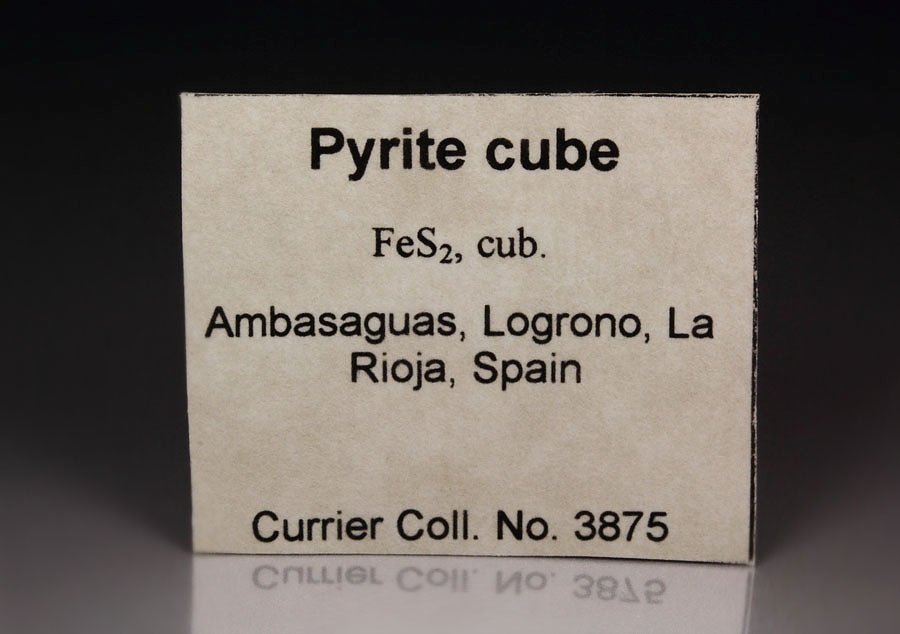 Pyrite cube
FeS₂, cub.
Ambasaguas, Logrono, La
Rioja, Spain
Currier Coll. No. 3875